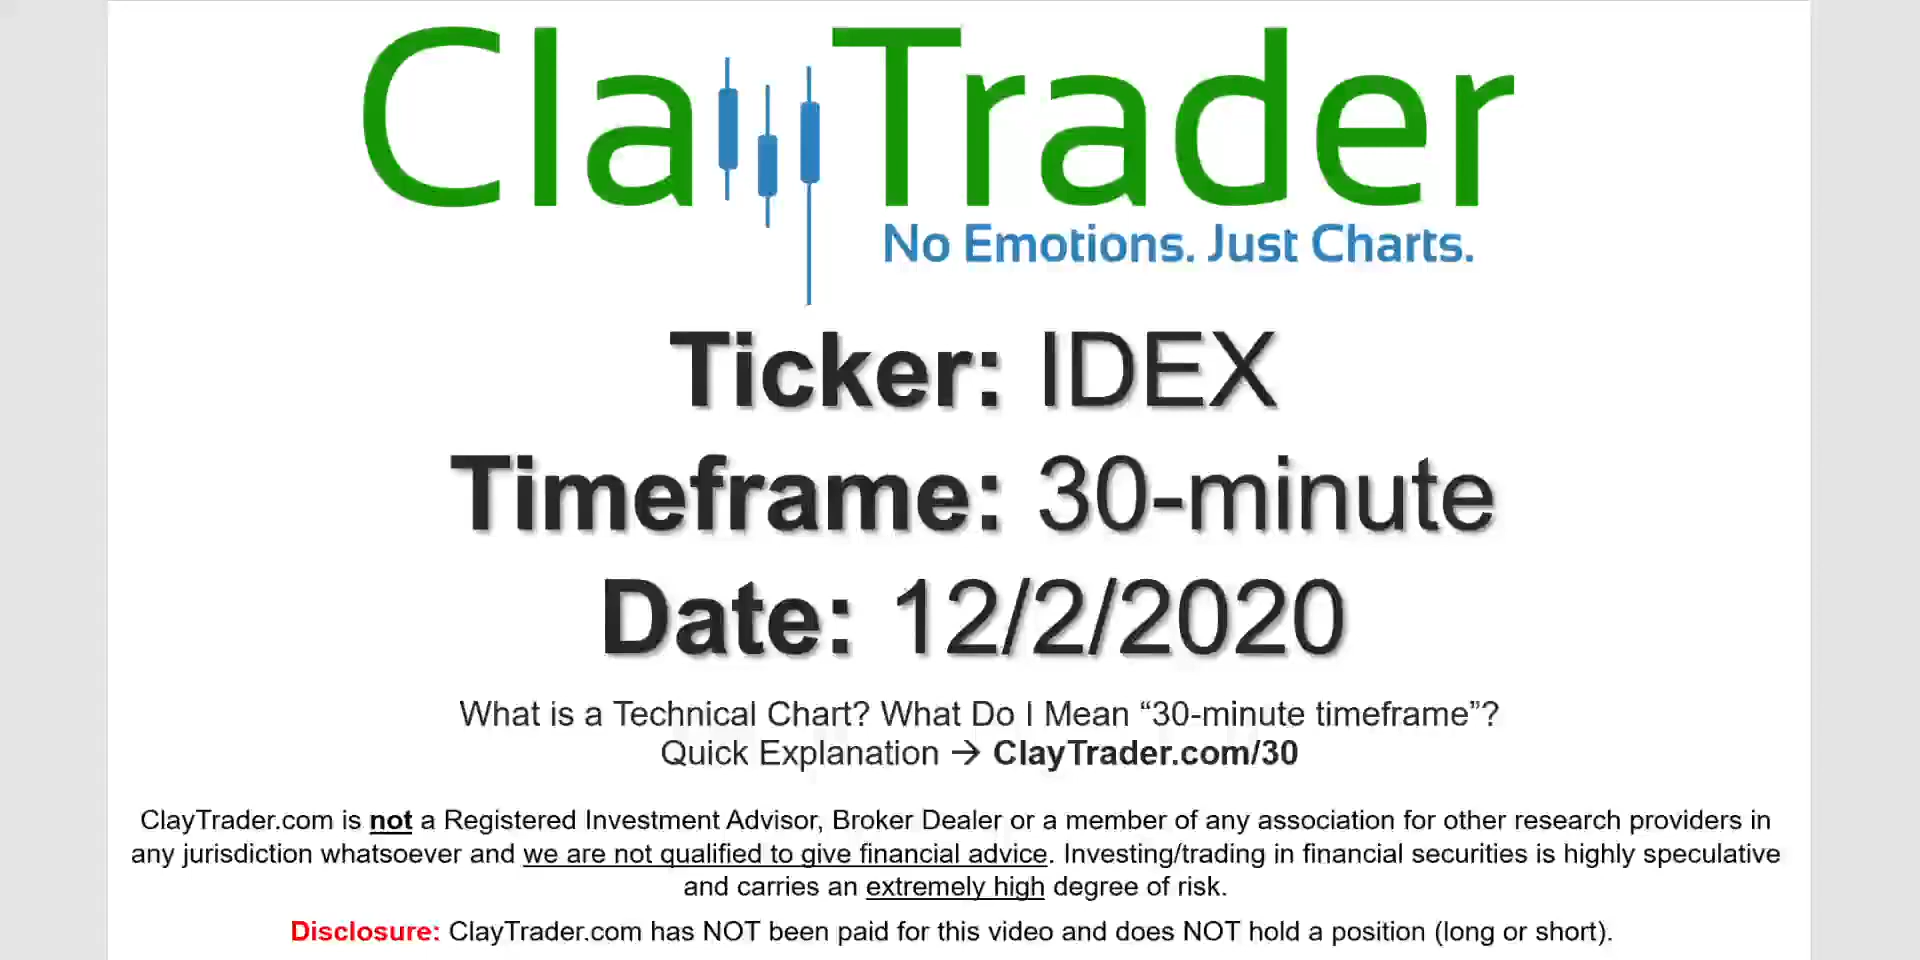 ClayTrader
No Emotions. Just Charts.
Ticker: IDEX
Timeframe: 30-minute
Date: 12/2/2020
What is a Technical Chart? What Do I Mean “30-minute timeframe”?
Quick Explanation → ClayTrader.com/30
ClayTrader.com is not a Registered Investment Advisor, Broker Dealer or a member of any association for other research providers in
any jurisdiction whatsoever and we are not qualified to give financial advice. Investing/trading in financial securities is highly speculative
and carries an extremely high degree of risk.
Disclosure: ClayTrader.com has NOT been paid for this video and does NOT hold a position (long or short).